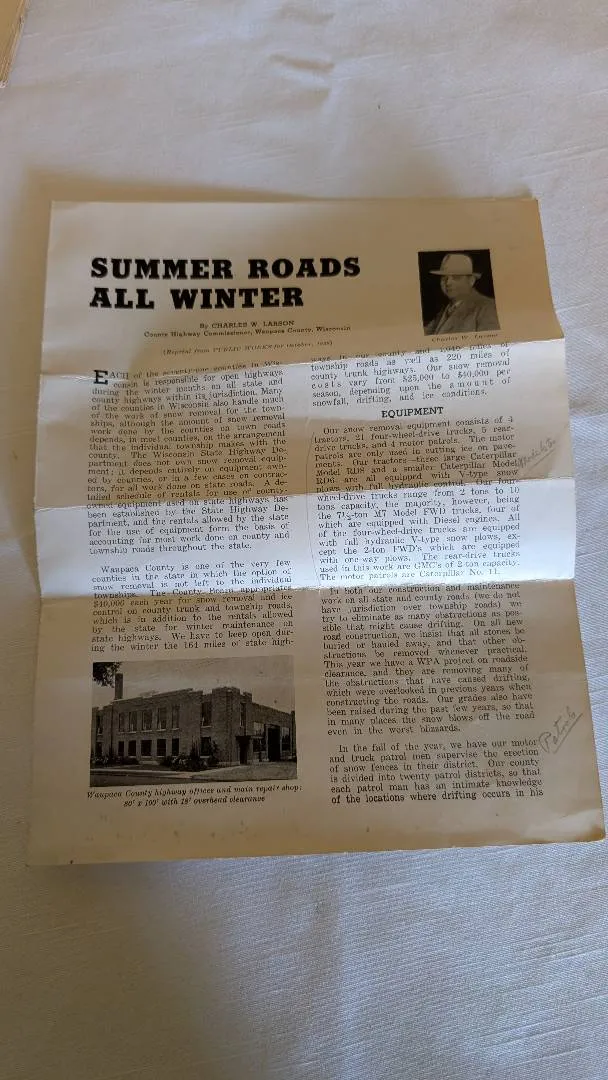 SUMMER ROADS
ALL WINTER
By CHARLES W. LARSON
County Highway Commissioner, Waupaca County, Wisconsin
(Reprint from PUBLIC WORKS for October,
Charles W. Larson
EACH of the seventy-one counties in Wis-
consin is responsible for open highways
during the winter months on all state and
county highways within its jurisdiction. Many
of the counties in Wisconsin also handle much
of the work of snow removal for the town-
ships, although the amount of snow removal
work done by the counties on town roads
depends, in most counties, on the arrangement
that the individual township makes with the
county. The Wisconsin State Highway De-
partment does not own snow removal equip-
ment; it depends entirely on equipment own-
ed by counties, or in a few cases on contrac-
tors, for all work done on state roads. A de-
tailed schedule of rentals for use of county-
owned equipment used on state highways has
been established by the State Highway De-
partment, and the rentals allowed by the state
for the use of equipment form the basis of
accounting for most work done on county and
township roads throughout the state.
Waupaca County is one of the very few
counties in the state in which the option of
snow removal is not left to the individual
townships. The County Board appropriates
$40,000 each year for snow removal and ice
control on county trunk and township roads,
which is in addition to the rentals allowed
by the state for winter maintenance on
state highways. We have to keep open dur-
ing the winter the 164 miles of state high-
Waupaca County highway offices and main repair shop;
80' x 100' with 18' overhead clearance
ways in our county and miles of
township roads as well as 220 miles of
county trunk highways. Our snow removal
costs vary from $25,000 to $40,000 per
season, depending upon the amount of
snowfall, drifting, and ice conditions.
EQUIPMENT
Our snow removal equipment consists of 4
tractors, 21 four-wheel-drive trucks, 5 rear-
drive trucks, and 4 motor patrols. The motor
patrols are only used in cutting ice on pave-
ments. Our tractors—three large Caterpillar
Model RD8 and a smaller Caterpillar Model
RD6 are all equipped with V-type snow
plows with full hydraulic control. Our four-
wheel-drive trucks range from 2 tons to 10
tons capacity, the majority, however, being
the 7½-ton M7 Model FWD trucks, four of
which are equipped with Diesel engines. All
of the four-wheel-drive trucks are equipped
with full hydraulic V-type snow plows, ex-
cept the 2-ton FWD's which are equipped
with one-way plows. The rear-drive trucks
used in this work are GMC's of 2-ton capacity.
The motor patrols are Caterpillar No. 11.
In both our construction and maintenance
work on all state and county roads (we do not
have jurisdiction over township roads) we
try to eliminate as many obstructions as pos-
sible that might cause drifting. On all new
road construction, we insist that all stones be
buried or hauled away, and that other ob-
structions be removed whenever practical.
This year we have a WPA project on roadside
clearance, and they are removing many of
the obstructions that have caused drifting,
which were overlooked in previous years when
constructing the roads. Our grades also have
been raised during the past few years, so that
in many places the snow blows off the road
even in the worst blizzards.
In the fall of the year, we have our motor
and truck patrol men supervise the erection
of snow fences in their district. Our county
is divided into twenty patrol districts, so that
each patrol man has an intimate knowledge
of the locations where drifting occurs in his
Patrols